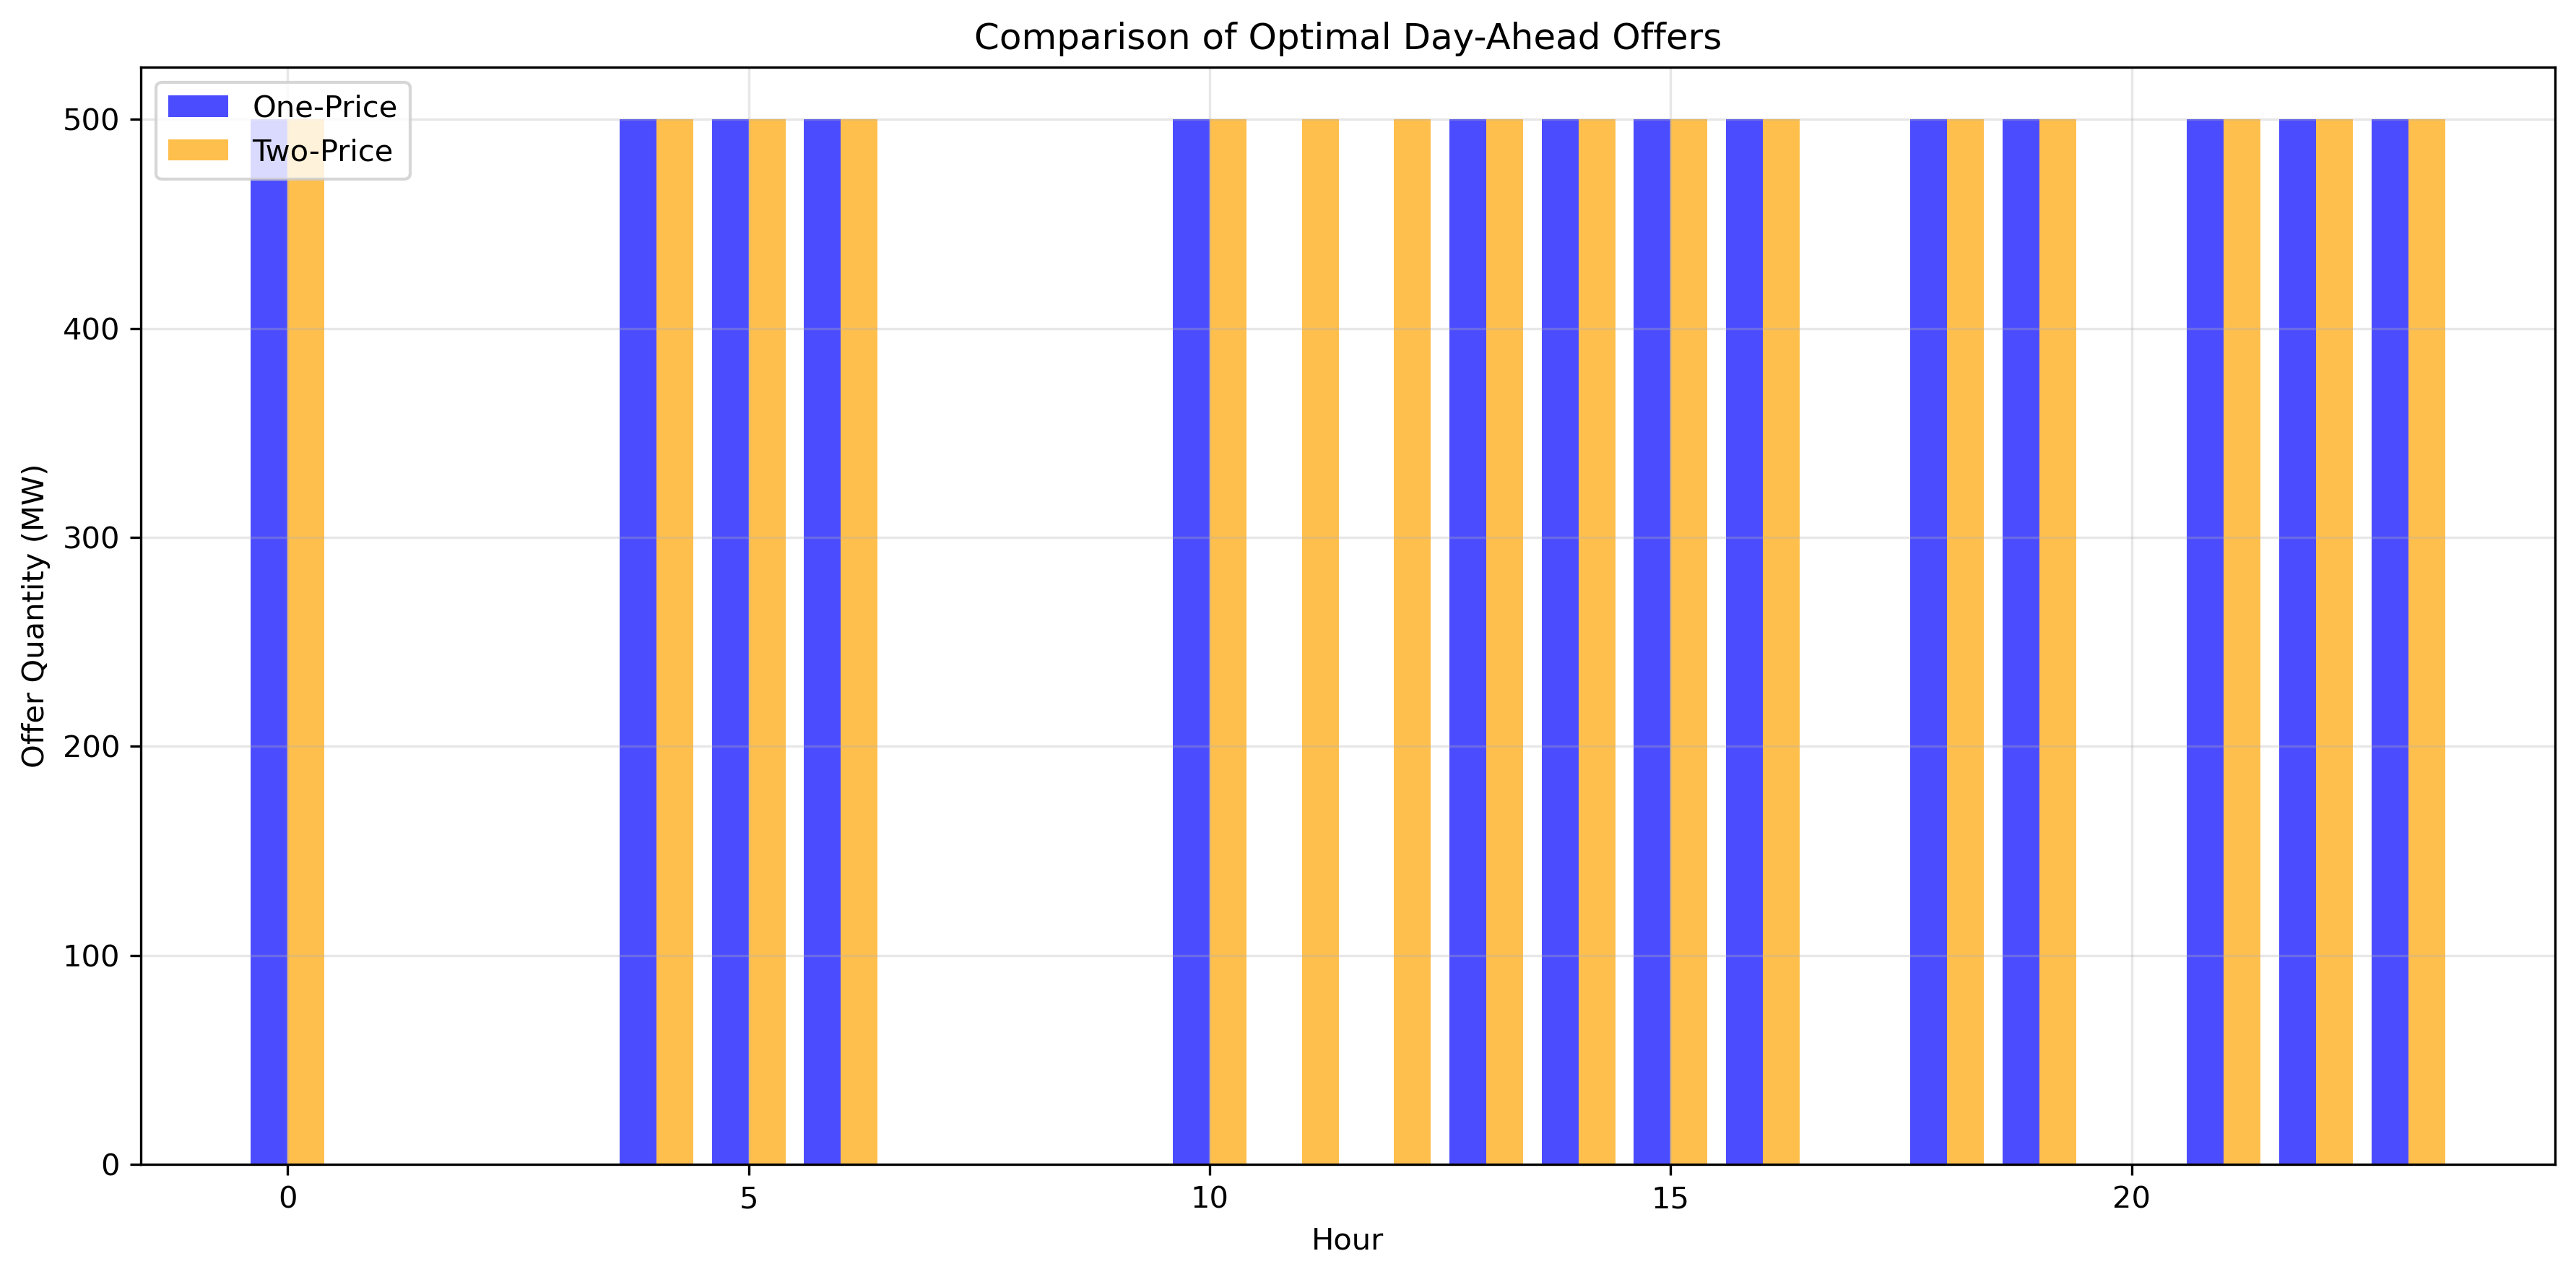 Comparison of Optimal Day-Ahead Offers
One-Price
Two-Price
500
400
300
200
100
0
Offer Quantity (MW)
0 5 10 15 20
Hour